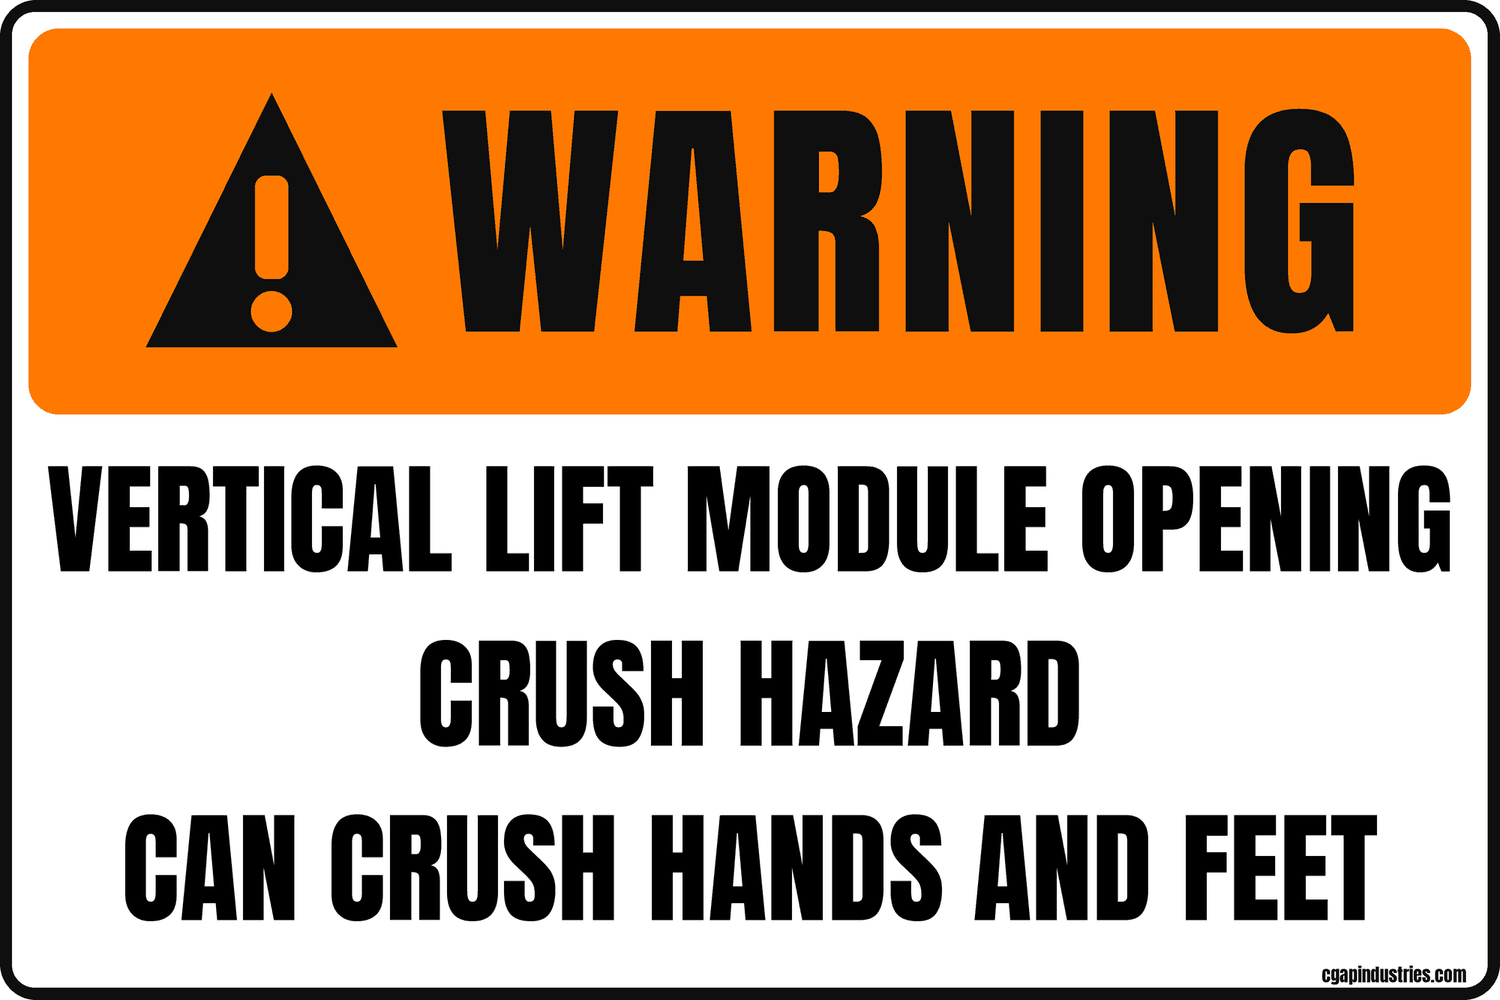 WARNING
VERTICAL LIFT MODULE OPENING
CRUSH HAZARD
CAN CRUSH HANDS AND FEET
cgapindustries.com